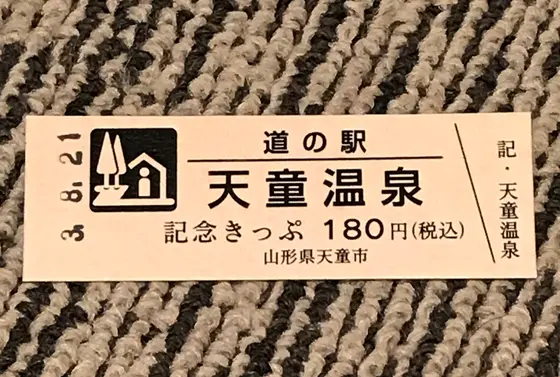 3.-8.21
道の駅
天童温泉
記念きっぷ 180円(税込)
山形県天童市
記・天童温泉